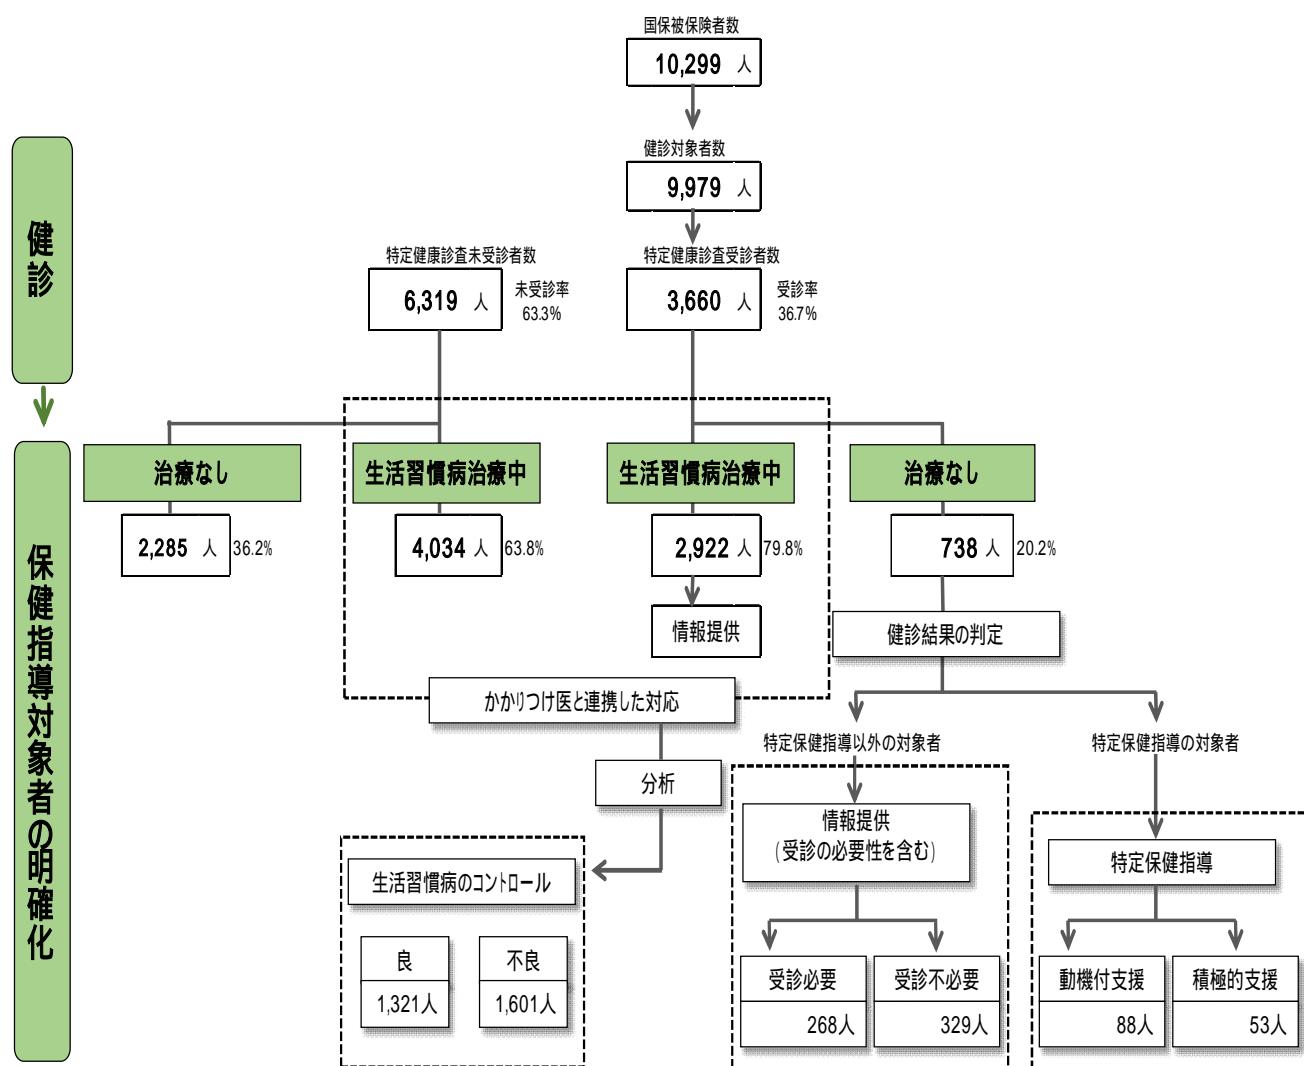 国保被保険者数
10,299 人
健診対象者数
9,979 人
特定健康診査未受診者数
6,319 人
未受診率
63.3%
特定健康診査受診者数
3,660 人
受診率
36.7%
健診
治療なし
2,285 人 36.2%
生活習慣病治療中
4,034 人 63.8%
生活習慣病治療中
2,922 人 79.8%
治療なし
738 人 20.2%
情報提供
健診結果の判定
かかりつけ医と連携した対応
分析
特定保健指導以外の対象者
特定保健指導の対象者
情報提供
(受診の必要性を含む)
特定保健指導
生活習慣病のコントロール
良
1,321人
不良
1,601人
受診必要
268人
受診不必要
329人
動機付支援
88人
積極的支援
53人
保健指導対象者の明確化